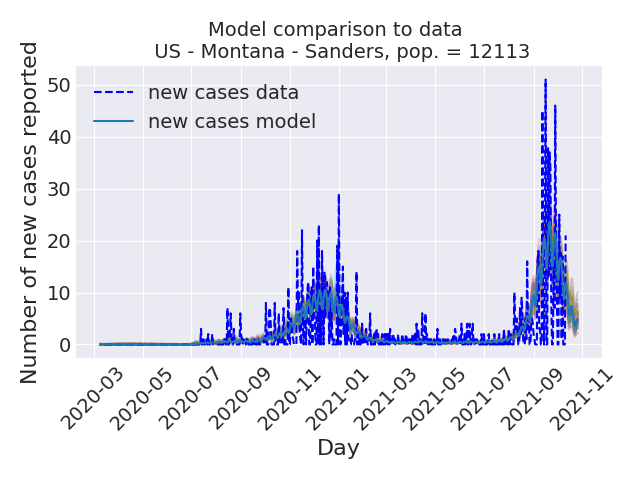 Model comparison to data
US - Montana - Sanders, pop. = 12113
new cases data
new cases model
Number of new cases reported
50
40
30
20
10
0
2020-03
2020-05
2020-07
2020-09
2020-11
2021-01
2021-03
2021-05
2021-07
2021-09
2021-11
Day